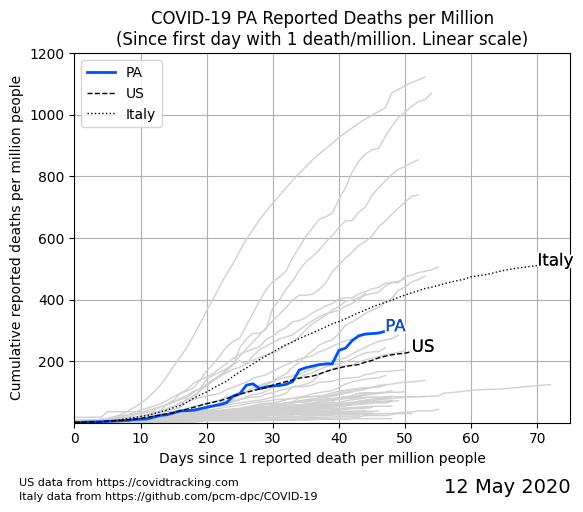 COVID-19 PA Reported Deaths per Million
(Since first day with 1 death/million. Linear scale)
Cumulative reported deaths per million people
1200
1000
800
600
400
200
PA
US
Italy
Italy
PA
US
0 10 20 30 40 50 60 70
Days since 1 reported death per million people
US data from https://covidtracking.com
Italy data from https://github.com/pcm-dpc/COVID-19
12 May 2020